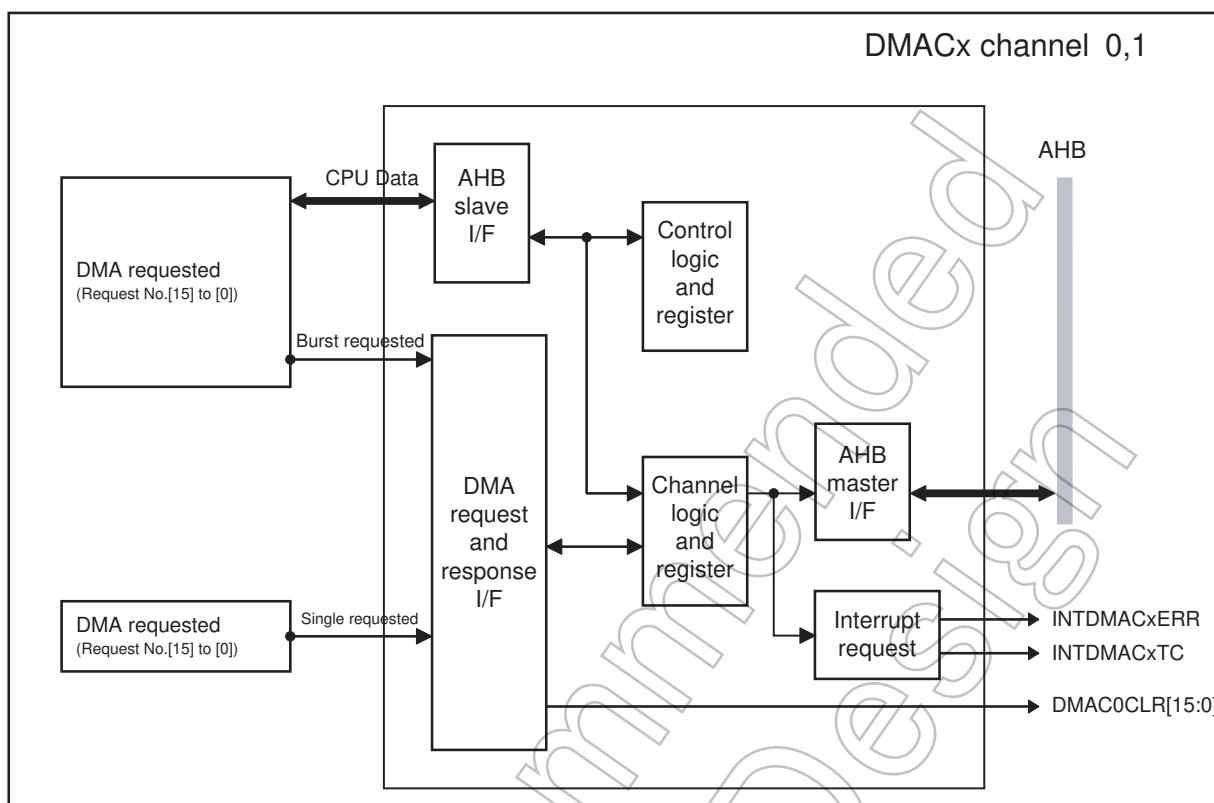 DMACx channel 0,1
AHB
CPU Data
AHB
slave
I/F
Control
logic
and
register
DMA requested
(Request No.[15] to [0])
Burst requested
DMA
request
and
response
I/F
Channel
logic
and
register
AHB
master
I/F
DMA requested
(Request No.[15] to [0])
Single requested
Interrupt
request
INTDMACxERR
INTDMACxTC
DMAC0CLR[15:0]
mmended
Design